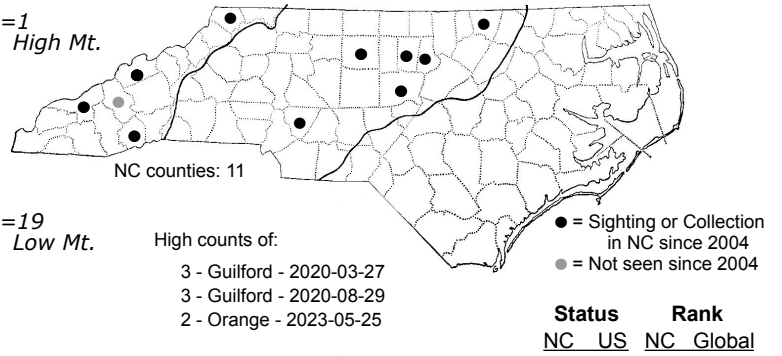 =1
High Mt.
NC counties: 11
=19
Low Mt.
High counts of:
3 - Guilford - 2020-03-27
3 - Guilford - 2020-08-29
2 - Orange - 2023-05-25
= Sighting or Collection
in NC since 2004
= Not seen since 2004
Status Rank
NC US NC Global